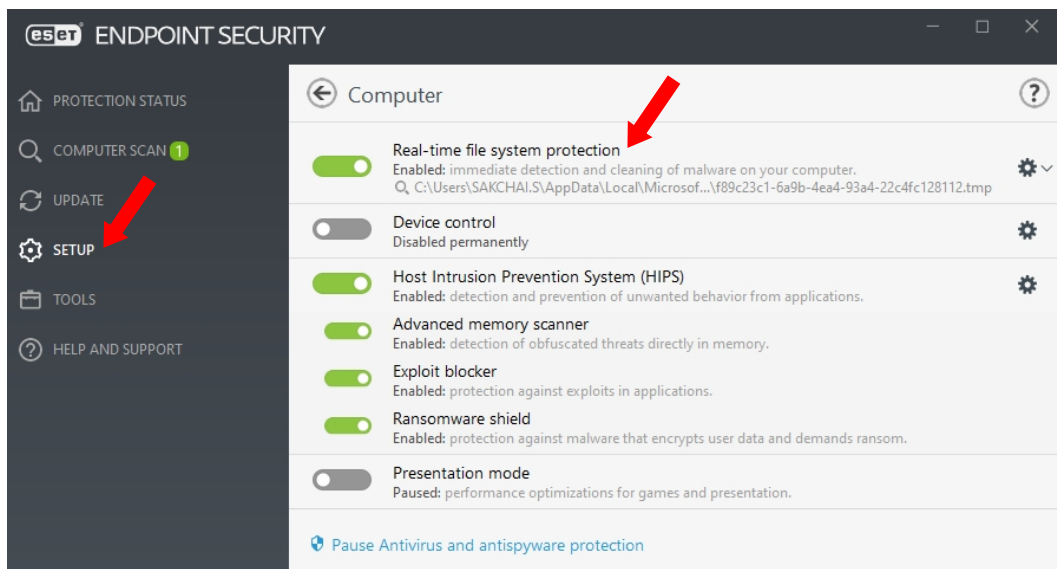 eset ENDPOINT SECURITY
PROTECTION STATUS
COMPUTER SCAN 1
UPDATE
SETUP
TOOLS
HELP AND SUPPORT
Computer
?
Real-time file system protection
Enabled: immediate detection and cleaning of malware on your computer.
C:\Users\SAKCHAI.S\AppData\Local\Microsof...\f89c23c1-6a9b-4ea4-93a4-22c4fc128112.tmp
Device control
Disabled permanently
Host Intrusion Prevention System (HIPS)
Enabled: detection and prevention of unwanted behavior from applications.
Advanced memory scanner
Enabled: detection of obfuscated threats directly in memory.
Exploit blocker
Enabled: protection against exploits in applications.
Ransomware shield
Enabled: protection against malware that encrypts user data and demands ransom.
Presentation mode
Paused: performance optimizations for games and presentation.
Pause Antivirus and antispyware protection